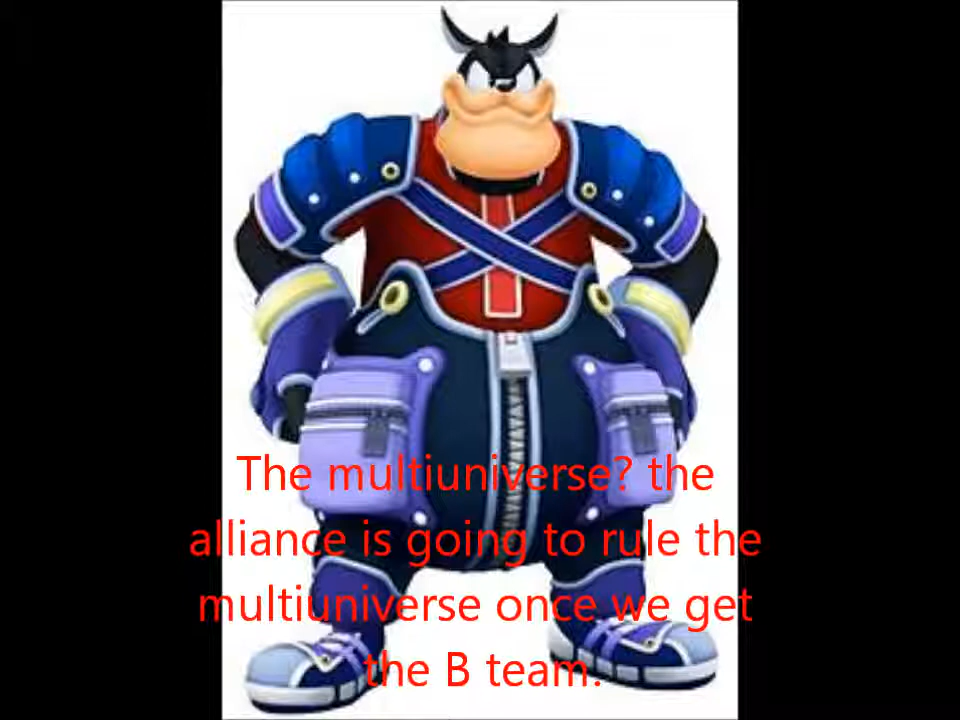 The multiuniverse? the
alliance is going to rule the
multiuniverse once we get
the B team.